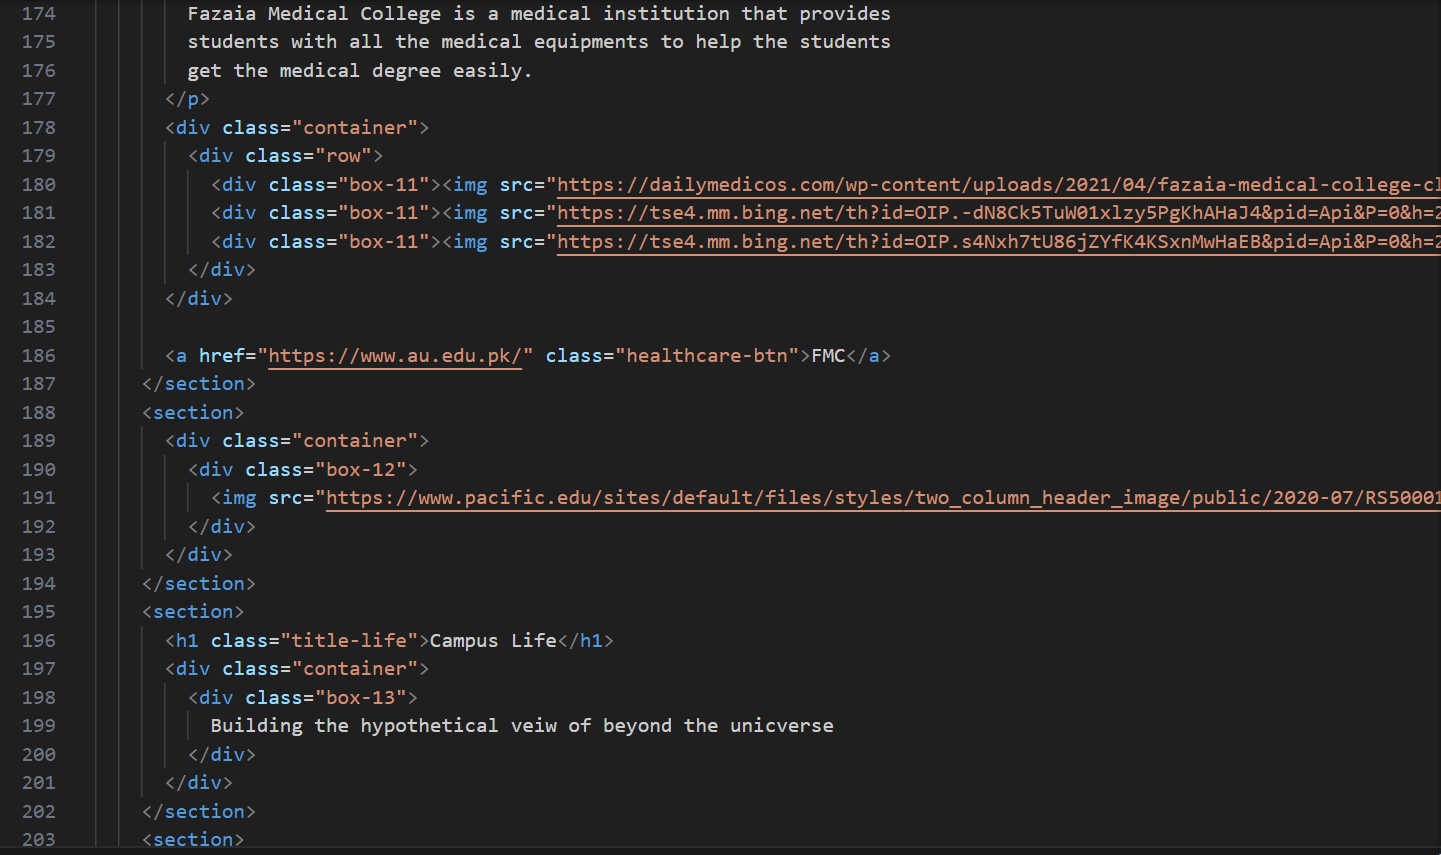 174 Fazaia Medical College is a medical institution that provides
175 students with all the medical equipments to help the students
176 get the medical degree easily.
177 </p>
178 <div class="container">
179 <div class="row">
180 <div class="box-11"><img src="https://dailymedicos.com/wp-content/uploads/2021/04/fazaia-medical-college-cl
181 <div class="box-11"><img src="https://tse4.mm.bing.net/th?id=OIP.-dN8Ck5TuW01xlzy5PgKhAHaJ4&pid=Api&P=0&h=2
182 <div class="box-11"><img src="https://tse4.mm.bing.net/th?id=OIP.s4Nxh7tU86jZYfK4KSxnMwHaEB&pid=Api&P=0&h=2
183 </div>
184 </div>
185
186 <a href="https://www.au.edu.pk/" class="healthcare-btn">FMC</a>
187 </section>
188 <section>
189 <div class="container">
190 <div class="box-12">
191 <img src="https://www.pacific.edu/sites/default/files/styles/two_column_header_image/public/2020-07/RS50001
192 </div>
193 </div>
194 </section>
195 <section>
196 <h1 class="title-life">Campus Life</h1>
197 <div class="container">
198 <div class="box-13">
199 Building the hypothetical veiw of beyond the unicverse
200 </div>
201 </div>
202 </section>
203 <section>